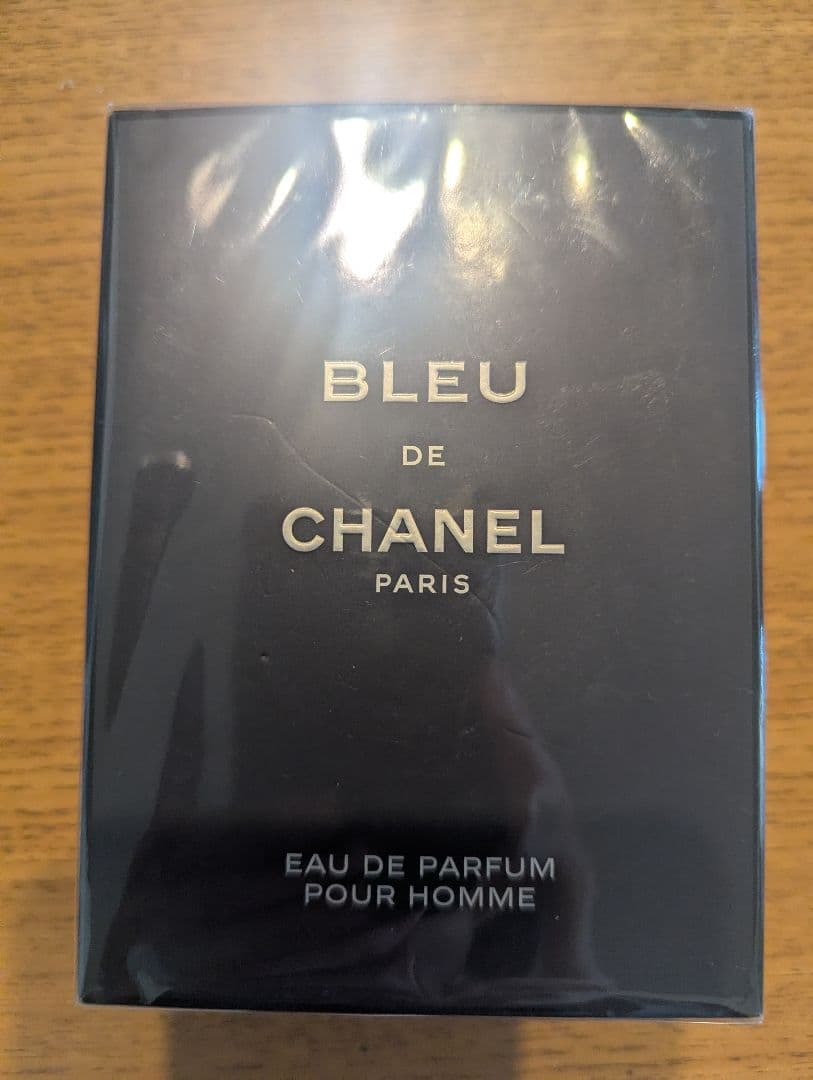 BLEU
DE
CHANEL
PARIS
EAU DE PARFUM
POUR HOMME